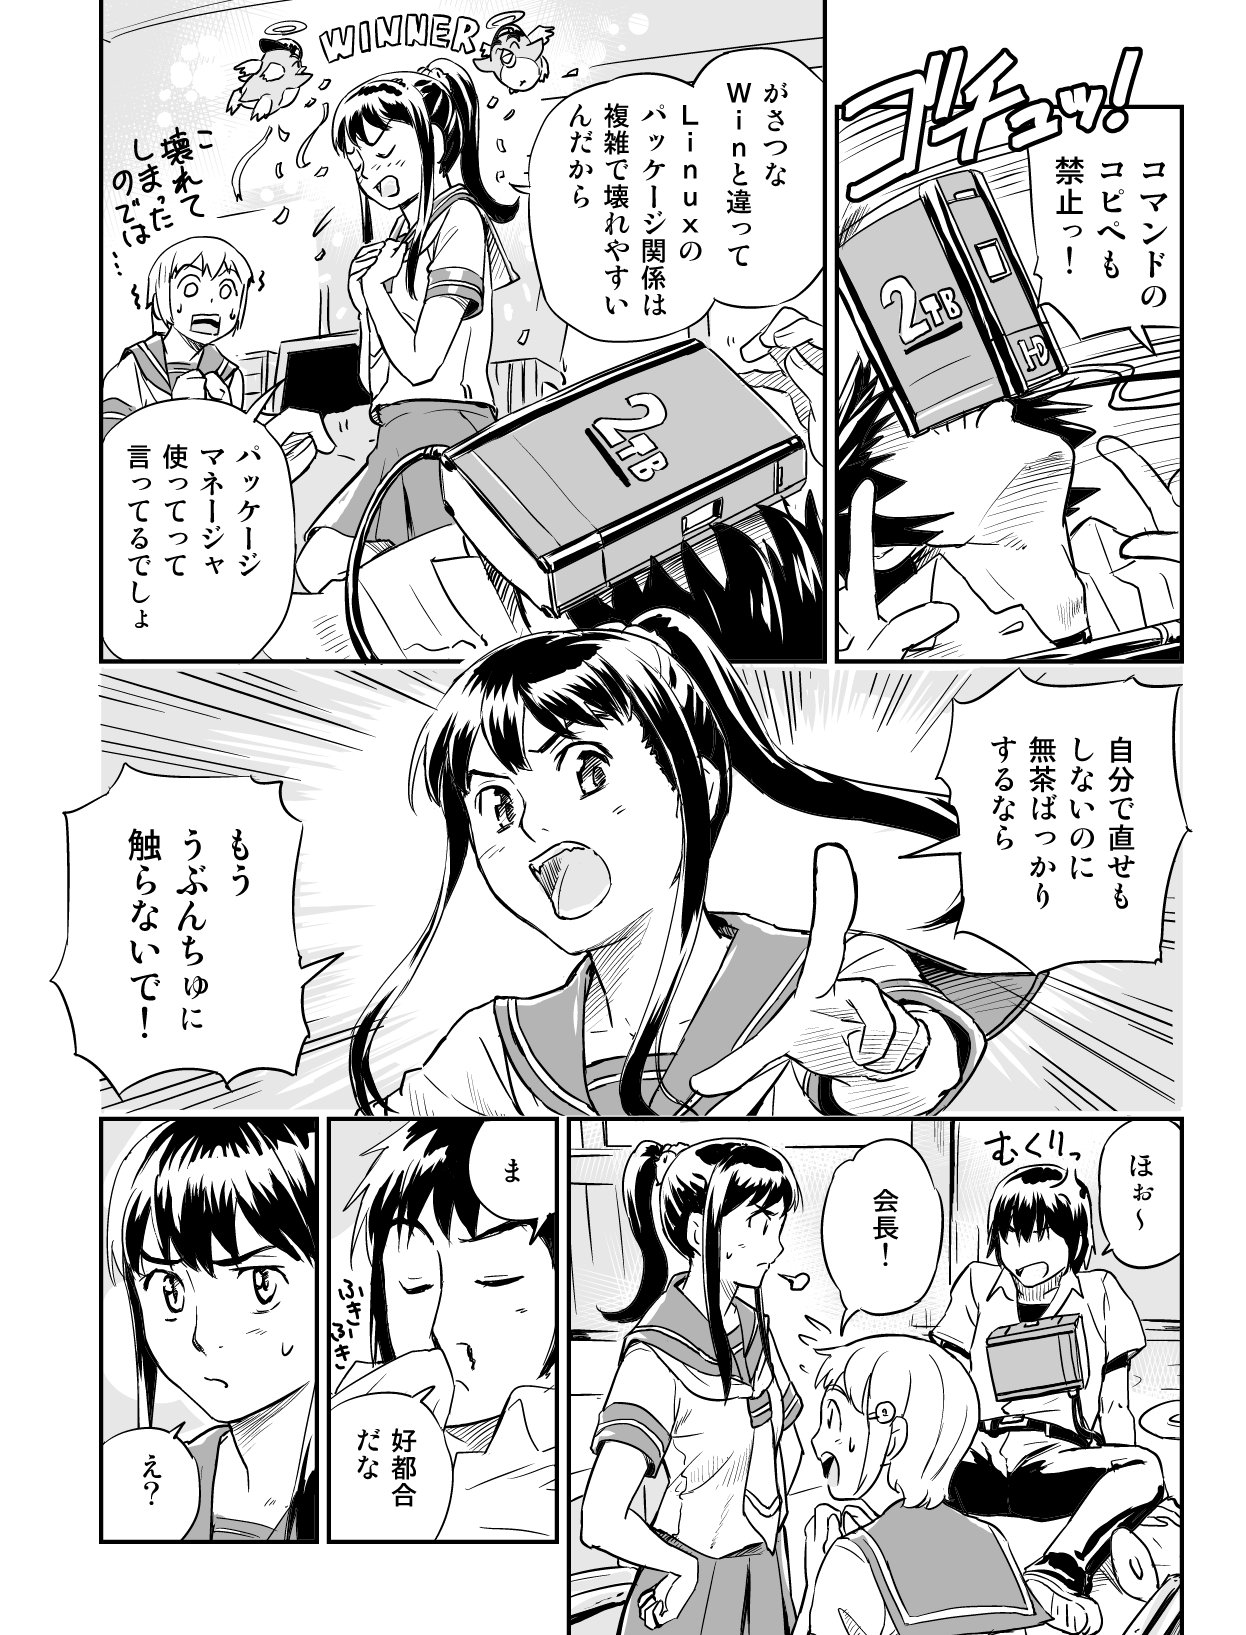 ゴチュッ！
コマンドの
コピペも
禁止っ！
2TB
HD
がさつな
Winと違って
Linuxの
パッケージ関係は
複雑で壊れやすい
んだから
WINNER
こ
壊れて
しまった
のでは…
2TB
パッケージ
マネージャ
使ってって
言ってるでしょ
自分で直せも
しないのに
無茶ばっかり
するなら
もう
うぶんちゅに
触らないで！
ほぉ～
むくりっ
会長！
ま
ふきふき
好都合
だな
え？